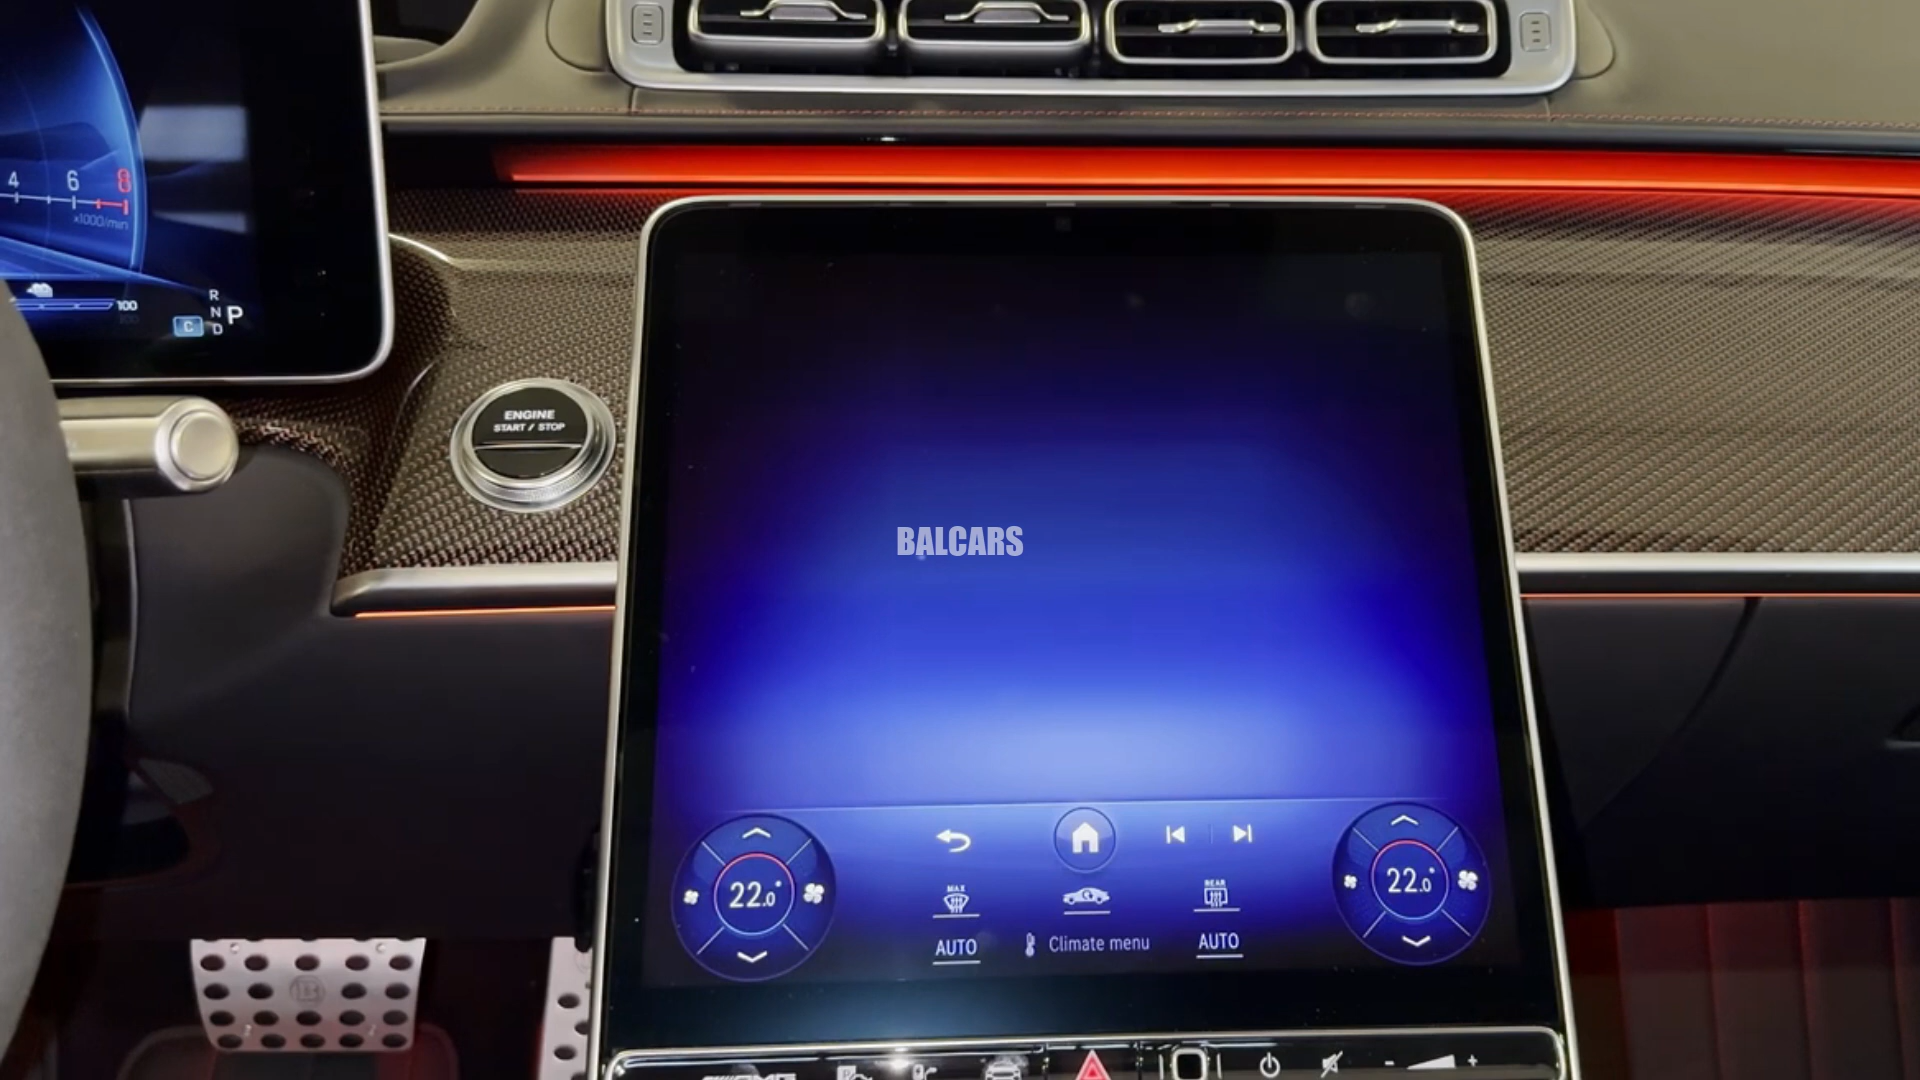 4 6 8
x1000/min
100
R
N P
C D
ENGINE
START / STOP
BALCARS
22.0°
22.0°
MAX
REAR
AUTO
Climate menu
AUTO
- +